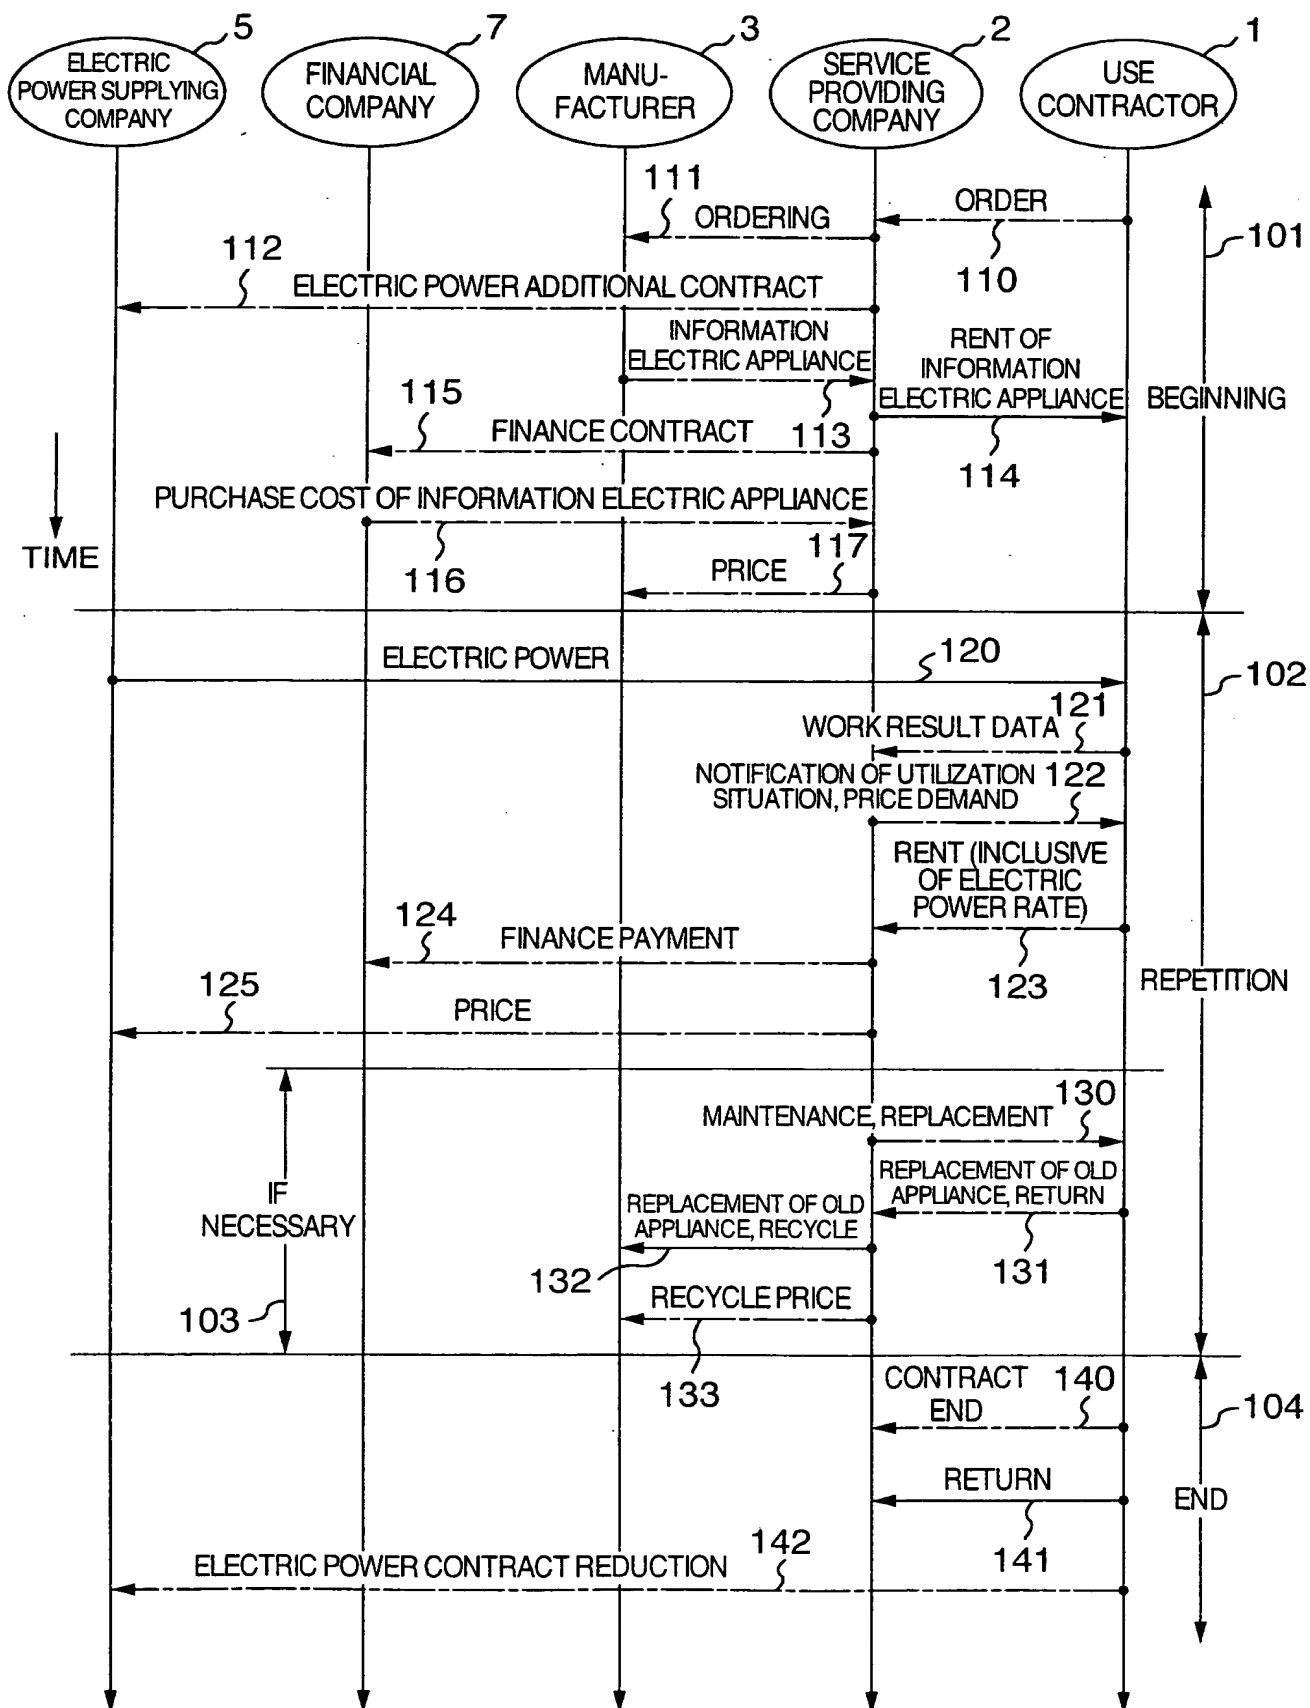 5
7
3
2
1
ELECTRIC
POWER SUPPLYING
COMPANY
FINANCIAL
COMPANY
MANU-
FACTURER
SERVICE
PROVIDING
COMPANY
USE
CONTRACTOR
111
ORDERING
ORDER
110
101
112
ELECTRIC POWER ADDITIONAL CONTRACT
INFORMATION
ELECTRIC APPLIANCE
113
RENT OF
INFORMATION
ELECTRIC APPLIANCE
114
BEGINNING
115
FINANCE CONTRACT
TIME
PURCHASE COST OF INFORMATION ELECTRIC APPLIANCE
116
117
PRICE
ELECTRIC POWER
120
102
121
WORK RESULT DATA
NOTIFICATION OF UTILIZATION
SITUATION, PRICE DEMAND
122
RENT (INCLUSIVE
OF ELECTRIC
POWER RATE)
123
124
FINANCE PAYMENT
REPETITION
125
PRICE
130
MAINTENANCE, REPLACEMENT
IF
NECESSARY
103
REPLACEMENT OF OLD
APPLIANCE, RETURN
131
REPLACEMENT OF OLD
APPLIANCE, RECYCLE
132
RECYCLE PRICE
133
CONTRACT
END
140
104
RETURN
141
END
142
ELECTRIC POWER CONTRACT REDUCTION